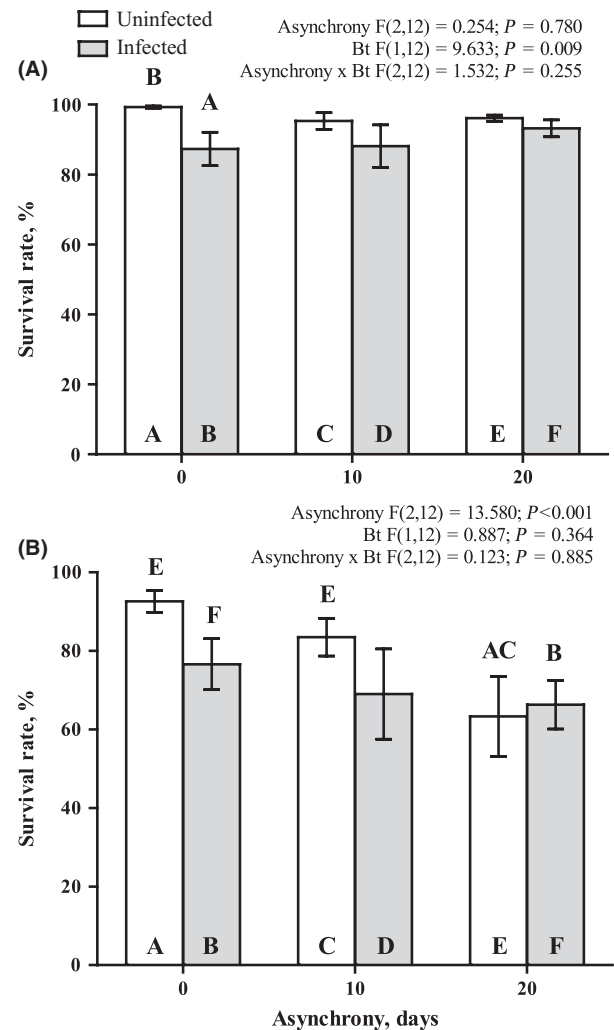 Uninfected
Infected
Asynchrony F(2,12) = 0.254; P = 0.780
Bt F(1,12) = 9.633; P = 0.009
Asynchrony x Bt F(2,12) = 1.532; P = 0.255
(A)
B
A
100
80
60
40
20
0
Survival rate, %
A B C D E F
0 10 20
Asynchrony F(2,12) = 13.580; P<0.001
Bt F(1,12) = 0.887; P = 0.364
Asynchrony x Bt F(2,12) = 0.123; P = 0.885
(B)
E F E AC B
100
80
60
40
20
0
Survival rate, %
A B C D E F
0 10 20
Asynchrony, days